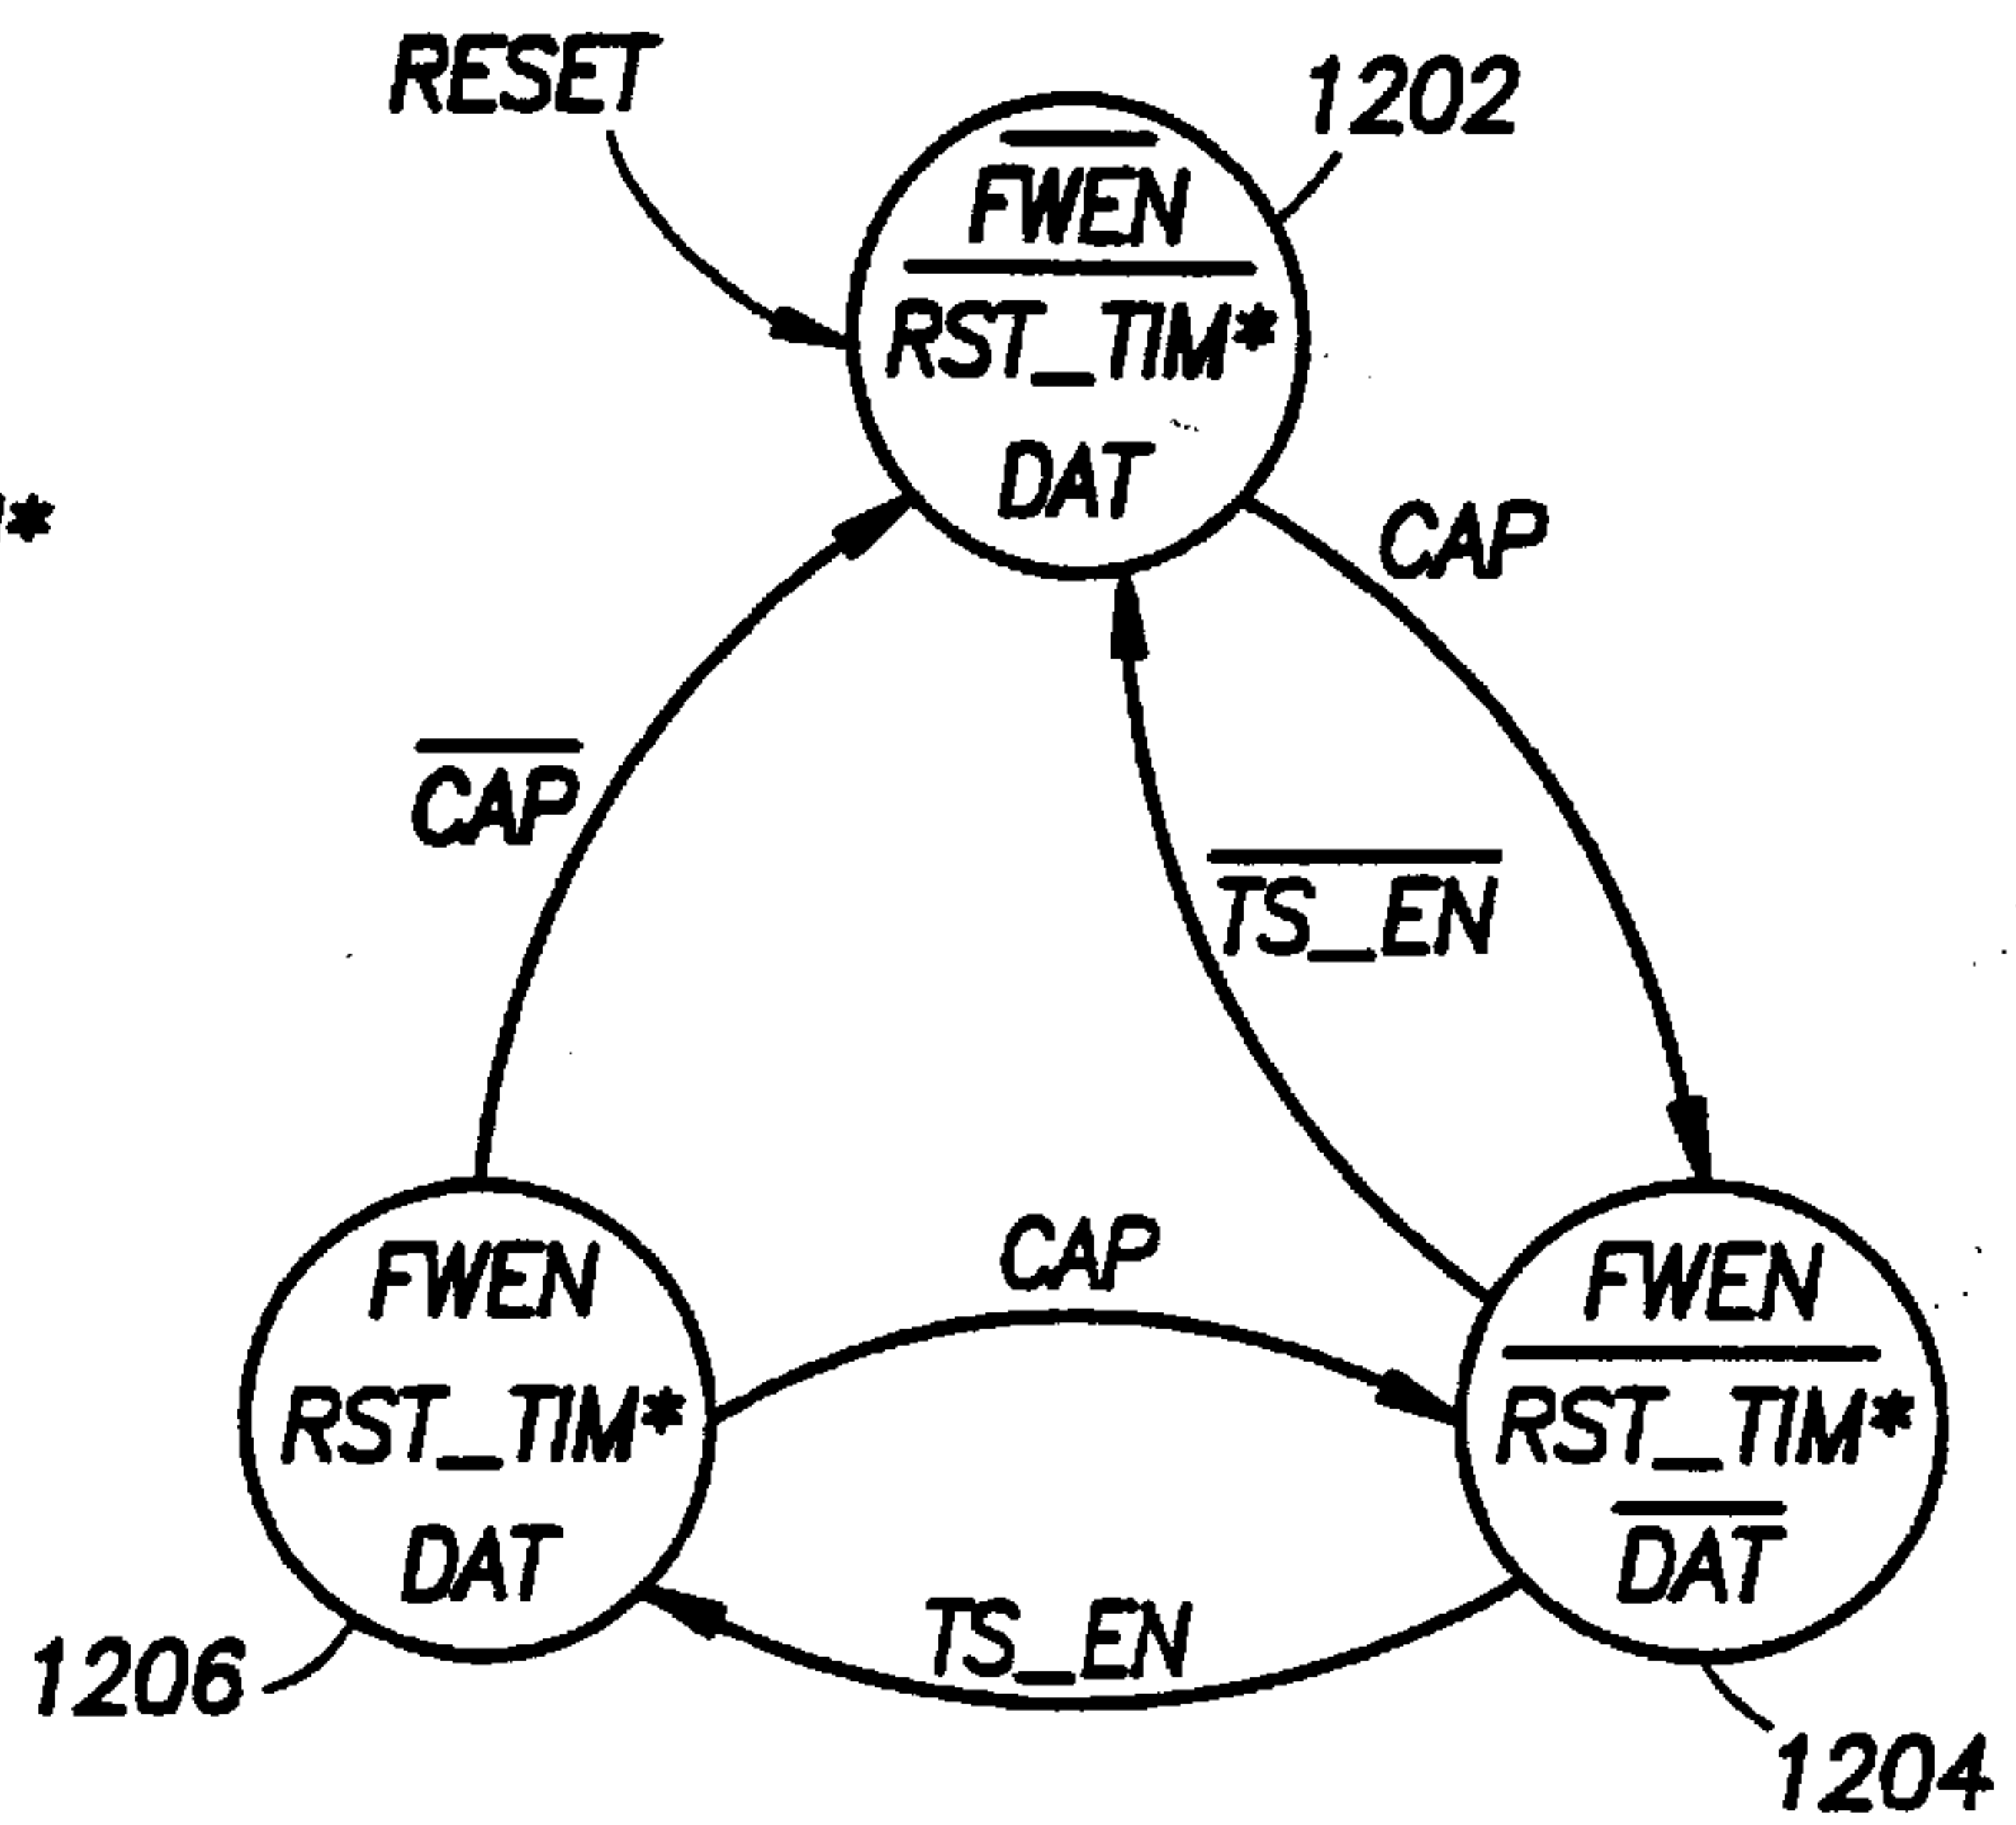 RESET
1202
FWEN
RST_TIM*
DAT
*
CAP
CAP
TS_EN
CAP
FWEN
RST_TIM*
DAT
FWEN
RST_TIM*
DAT
TS_EN
1206
1204